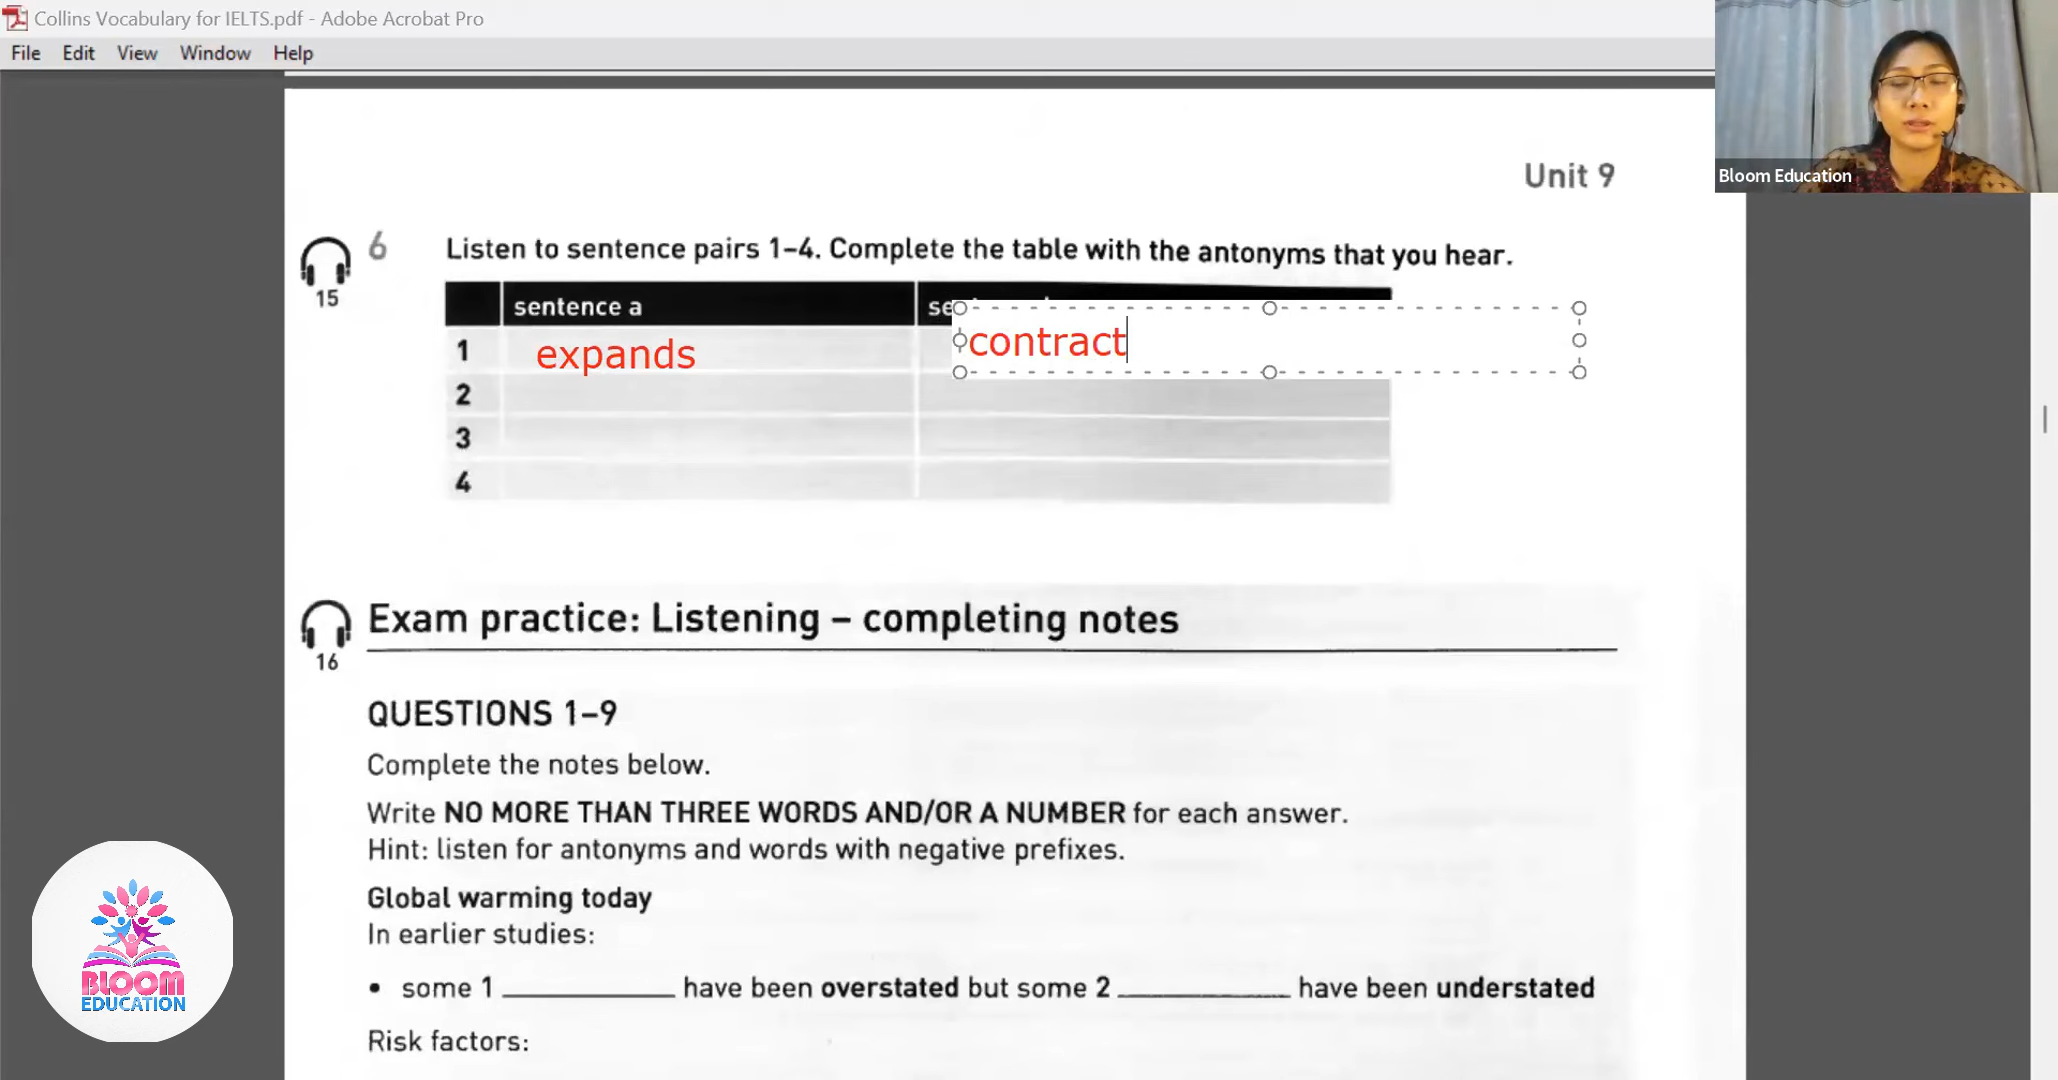 Collins Vocabulary for IELTS.pdf - Adobe Acrobat Pro
File Edit View Window Help
Bloom Education
Unit 9
15
6 Listen to sentence pairs 1–4. Complete the table with the antonyms that you hear.
sentence a
1 expands contract
2
3
4
16
Exam practice: Listening – completing notes
QUESTIONS 1–9
Complete the notes below.
Write NO MORE THAN THREE WORDS AND/OR A NUMBER for each answer.
Hint: listen for antonyms and words with negative prefixes.
Global warming today
In earlier studies:
• some 1 ____________ have been overstated but some 2 ____________ have been understated
Risk factors:
BLOOM
EDUCATION